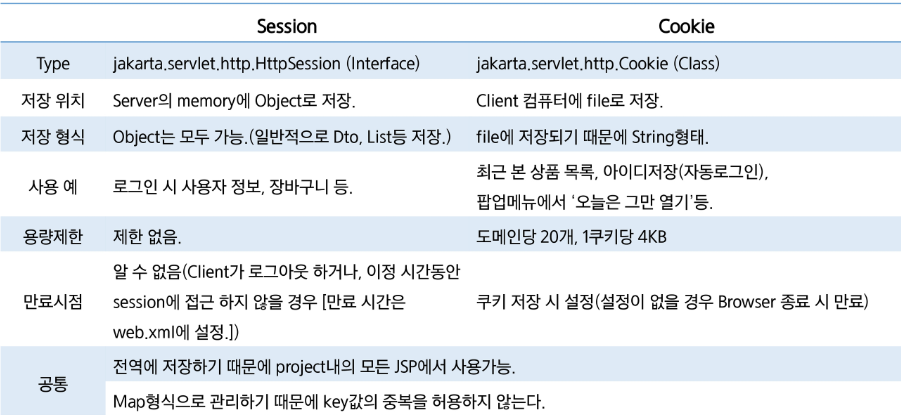 Session Cookie
Type jakarta.servlet.http.HttpSession (Interface) jakarta.servlet.http.Cookie (Class)
저장 위치 Server의 memory에 Object로 저장. Client 컴퓨터에 file로 저장.
저장 형식 Object는 모두 가능.(일반적으로 Dto, List등 저장.) file에 저장되기 때문에 String형태.
사용 예 로그인 시 사용자 정보, 장바구니 등. 최근 본 상품 목록, 아이디저장(자동로그인),
팝업메뉴에서 ‘오늘은 그만 열기’등.
용량제한 제한 없음. 도메인당 20개, 1쿠키당 4KB
만료시점 알 수 없음(Client가 로그아웃 하거나, 이정 시간동안
session에 접근 하지 않을 경우 [만료 시간은
web.xml에 설정.]) 쿠키 저장 시 설정(설정이 없을 경우 Browser 종료 시 만료)
공통 전역에 저장하기 때문에 project내의 모든 JSP에서 사용가능.
Map형식으로 관리하기 때문에 key값의 중복을 허용하지 않는다.